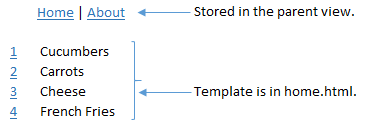 Home | About Stored in the parent view.
1 Cucumbers
2 Carrots
3 Cheese Template is in home.html.
4 French Fries